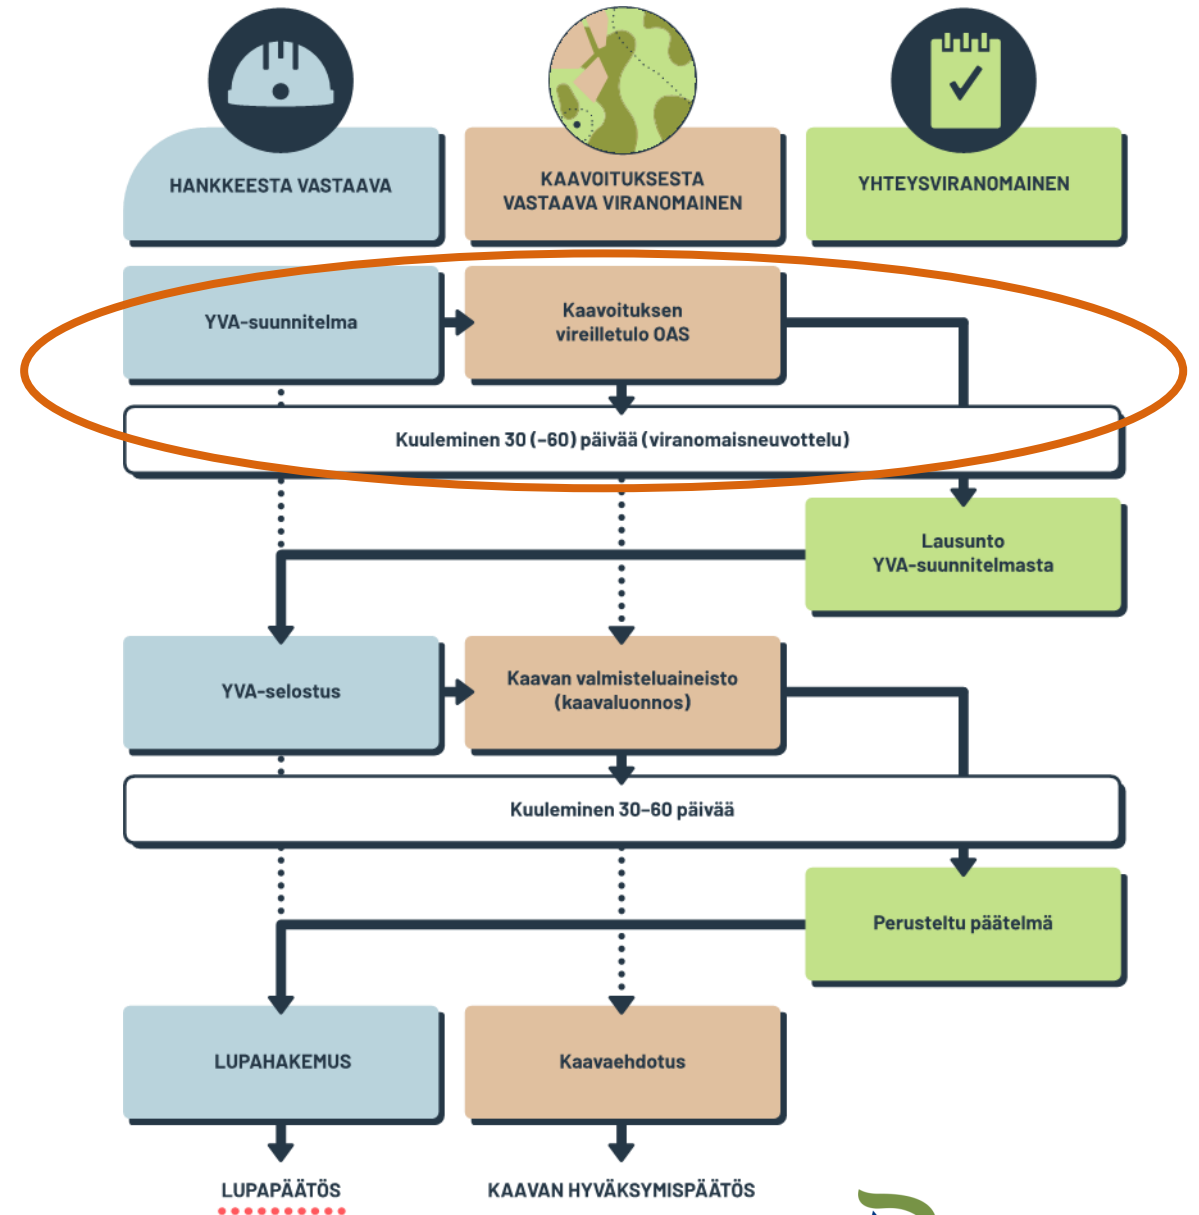 HANKKEESTA VASTAAVA
KAAVOITUKSESTA
VASTAAVA VIRANOMAINEN
YHTEYSVIRANOMAINEN
YVA-suunnitelma
Kaavoituksen
vireilletulo OAS
Kuuleminen 30 (–60) päivää (viranomaisneuvottelu)
Lausunto
YVA-suunnitelmasta
YVA-selostus
Kaavan valmisteluaineisto
(kaavaluonnos)
Kuuleminen 30–60 päivää
Perusteltu päätelmä
LUPAHAKEMUS
Kaavaehdotus
LUPAPÄÄTÖS
KAAVAN HYVÄKSYMISPÄÄTÖS